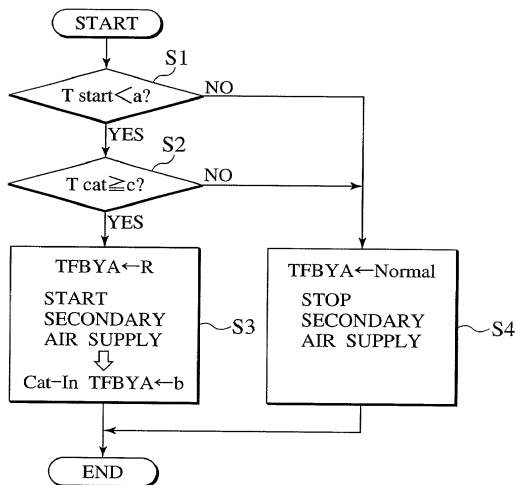 START
S1
T start<a?
NO
YES
S2
T cat≧c?
NO
YES
TFBYA←R
START
SECONDARY
AIR SUPPLY
Cat-In TFBYA←b
S3
TFBYA←Normal
STOP
SECONDARY
AIR SUPPLY
S4
END